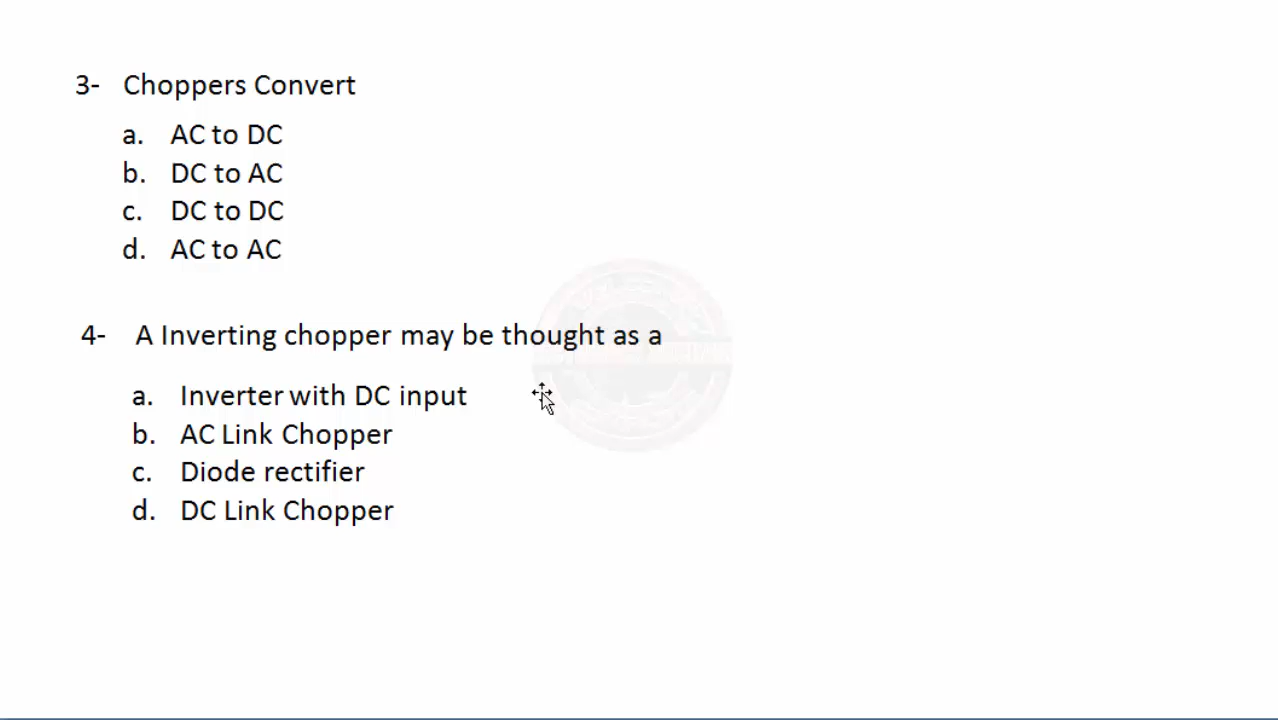 3- Choppers Convert
a. AC to DC
b. DC to AC
c. DC to DC
d. AC to AC
4- A Inverting chopper may be thought as a
a. Inverter with DC input
b. AC Link Chopper
c. Diode rectifier
d. DC Link Chopper